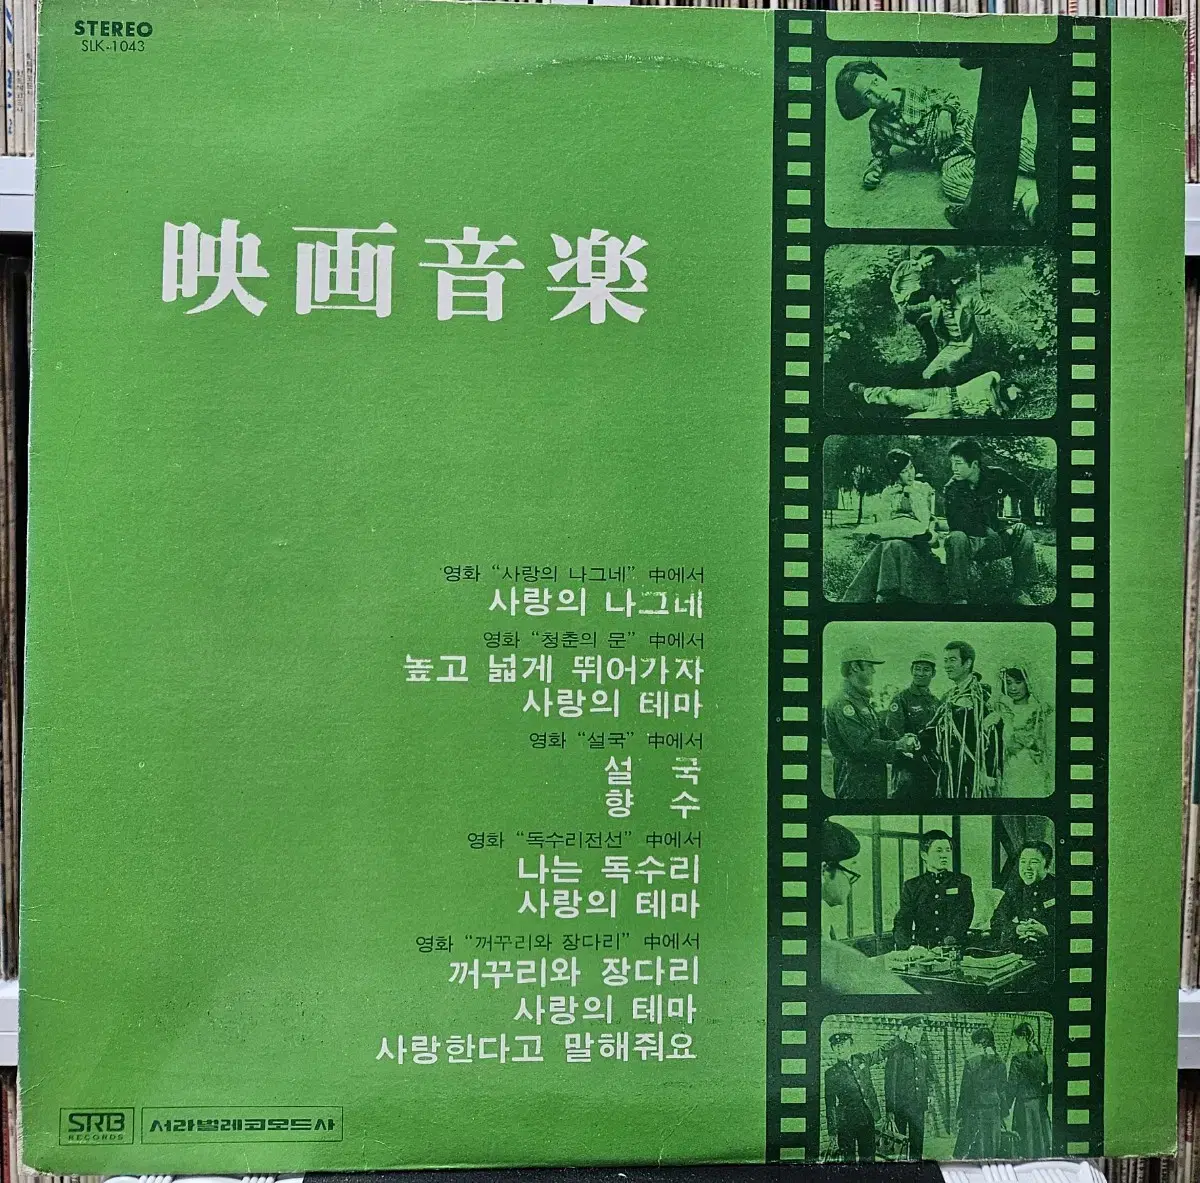 STEREO
SLK-1043
映画音楽
영화 “사랑의 나그네” 中에서
사랑의 나그네
영화 “청춘의 문” 中에서
높고 넓게 뛰어가자
사랑의 테마
영화 “설국” 中에서
설 국
향 수
영화 “독수리전선” 中에서
나는 독수리
사랑의 테마
영화 “꺼꾸리와 장다리” 中에서
꺼꾸리와 장다리
사랑의 테마
사랑한다고 말해줘요
SRB
RECORDS
서라벌레코오드사